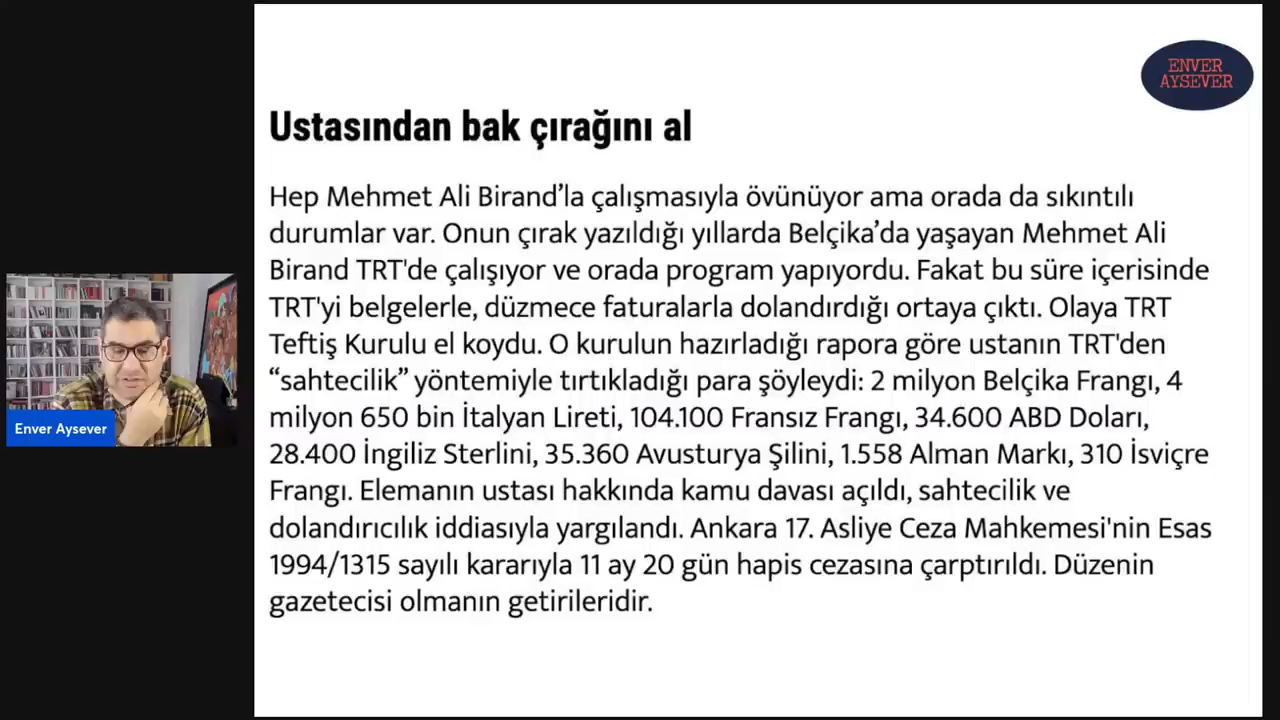 ENVER
AYSEVER
Ustasından bak çırağını al
Hep Mehmet Ali Birand’la çalışmasıyla övünüyor ama orada da sıkıntılı
durumlar var. Onun çırak yazıldığı yıllarda Belçika’da yaşayan Mehmet Ali
Birand TRT'de çalışıyor ve orada program yapıyordu. Fakat bu süre içerisinde
TRT'yi belgelerle, düzmece faturalarla dolandırdığı ortaya çıktı. Olaya TRT
Teftiş Kurulu el koydu. O kurulun hazırladığı rapora göre ustanın TRT'den
“sahtecilik” yöntemiyle tırtıkladığı para şöyleydi: 2 milyon Belçika Frangı, 4
milyon 650 bin İtalyan Lireti, 104.100 Fransız Frangı, 34.600 ABD Doları,
28.400 İngiliz Sterlini, 35.360 Avusturya Şilini, 1.558 Alman Markı, 310 İsviçre
Frangı. Elemanın ustası hakkında kamu davası açıldı, sahtecilik ve
dolandırıcılık iddiasıyla yargılandı. Ankara 17. Asliye Ceza Mahkemesi'nin Esas
1994/1315 sayılı kararıyla 11 ay 20 gün hapis cezasına çarptırıldı. Düzenin
gazetecisi olmanın getirileridir.
Enver Aysever